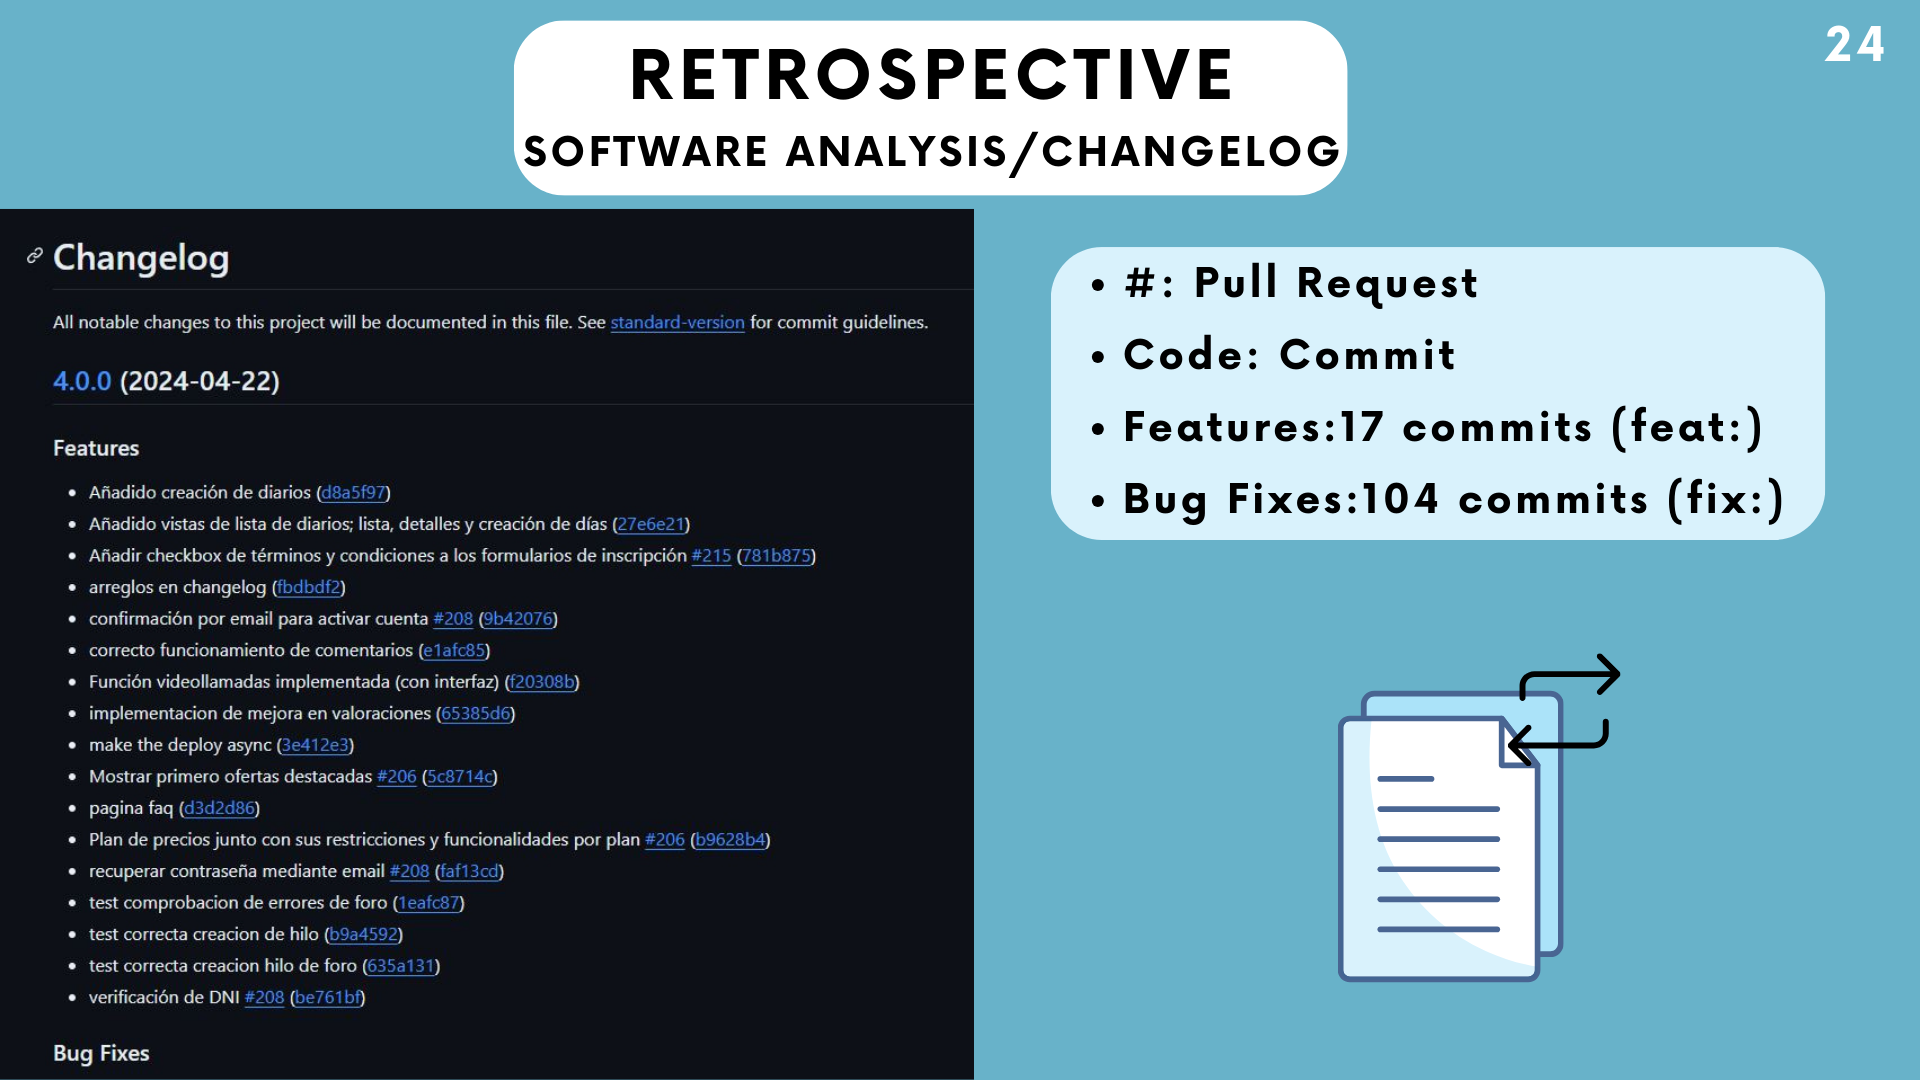 RETROSPECTIVE
SOFTWARE ANALYSIS/CHANGELOG
24
Changelog
All notable changes to this project will be documented in this file. See standard-version for commit guidelines.
4.0.0 (2024-04-22)
Features
• Añadido creación de diarios (d8a5f97)
• Añadido vistas de lista de diarios; lista, detalles y creación de días (27e6e21)
• Añadir checkbox de términos y condiciones a los formularios de inscripción #215 (781b875)
• arreglos en changelog (fbdbdf2)
• confirmación por email para activar cuenta #208 (9b42076)
• correcto funcionamiento de comentarios (e1afc85)
• Función videollamadas implementada (con interfaz) (f20308b)
• implementacion de mejora en valoraciones (65385d6)
• make the deploy async (3e412e3)
• Mostrar primero ofertas destacadas #206 (5c8714c)
• pagina faq (d3d2d86)
• Plan de precios junto con sus restricciones y funcionalidades por plan #206 (b9628b4)
• recuperar contraseña mediante email #208 (faf13cd)
• test comprobacion de errores de foro (1eafc87)
• test correcta creacion de hilo (b9a4592)
• test correcta creacion hilo de foro (635a131)
• verificación de DNI #208 (be761bf)
Bug Fixes
• #: Pull Request
• Code: Commit
• Features:17 commits (feat:)
• Bug Fixes:104 commits (fix:)